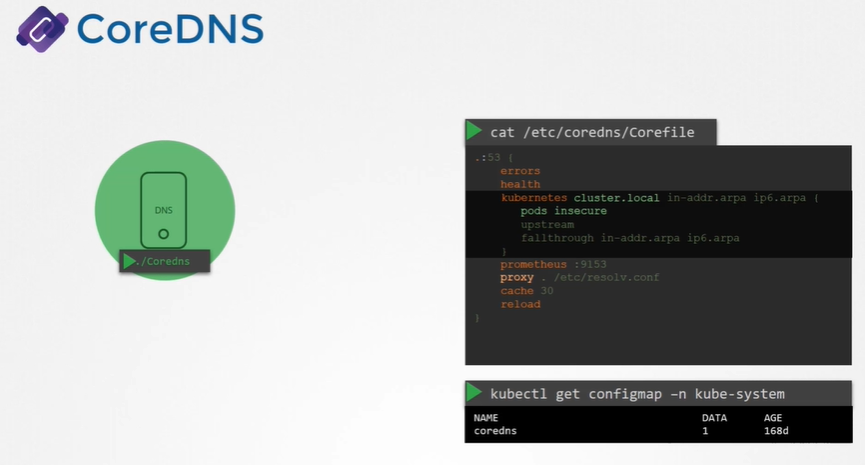 CoreDNS
DNS
./Coredns
cat /etc/coredns/Corefile
.:53 {
errors
health
kubernetes cluster.local in-addr.arpa ip6.arpa {
pods insecure
upstream
fallthrough in-addr.arpa ip6.arpa
}
prometheus :9153
proxy . /etc/resolv.conf
cache 30
reload
}
kubectl get configmap –n kube-system
NAME DATA AGE
coredns 1 168d